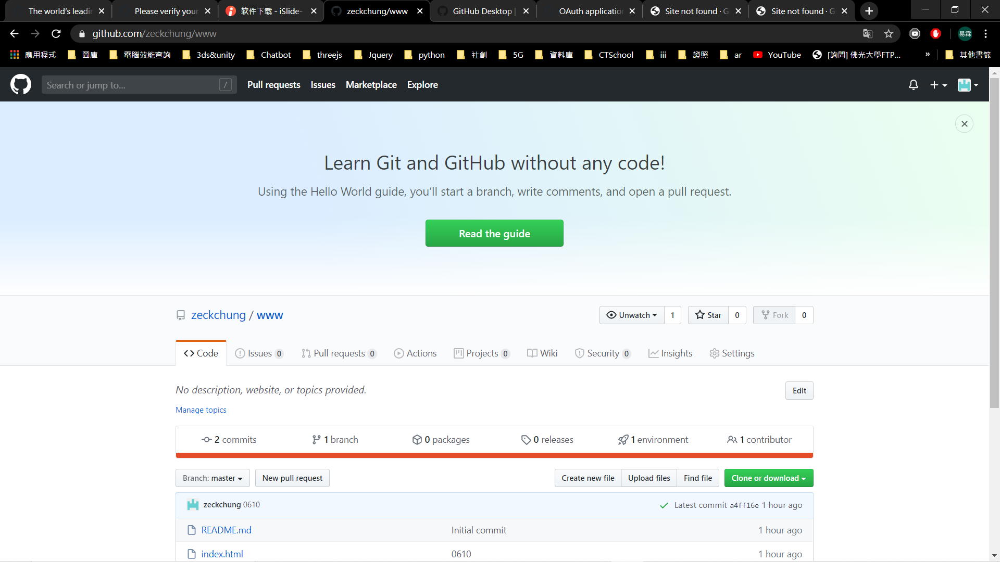 The world's leadin
Please verify your
软件下载 - iSlide-
zeckchung/www
GitHub Desktop |
OAuth application
Site not found · G
Site not found · G
github.com/zeckchung/www
易霖
應用程式
圖庫
電腦效能查詢
3ds&unity
Chatbot
threejs
Jquery
python
社創
5G
資料庫
CTSchool
iii
證照
ar
YouTube
[詢問] 佛光大學FTP...
»
其他書籤
Search or jump to...
/
Pull requests
Issues
Marketplace
Explore
Learn Git and GitHub without any code!
Using the Hello World guide, you’ll start a branch, write comments, and open a pull request.
Read the guide
zeckchung / www
Unwatch 1
Star 0
Fork 0
Code
Issues 0
Pull requests 0
Actions
Projects 0
Wiki
Security 0
Insights
Settings
No description, website, or topics provided.
Edit
Manage topics
2 commits
1 branch
0 packages
0 releases
1 environment
1 contributor
Branch: master
New pull request
Create new file
Upload files
Find file
Clone or download
zeckchung 0610
Latest commit a4ff16e 1 hour ago
README.md
Initial commit
1 hour ago
index.html
0610
1 hour ago